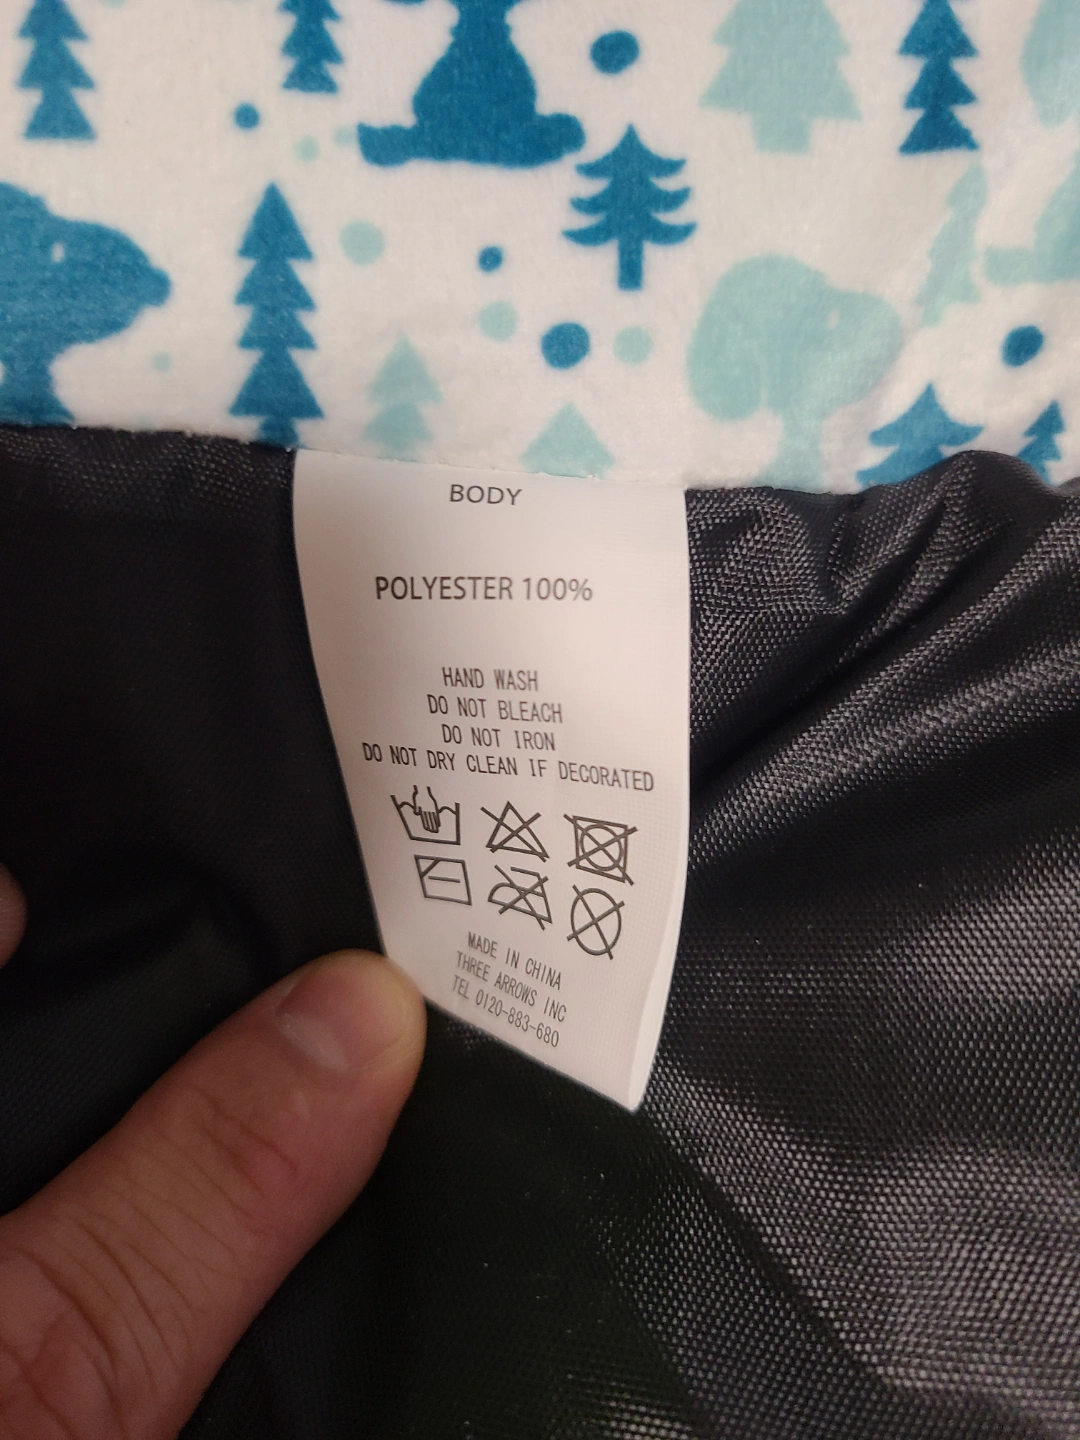 BODY
POLYESTER 100%
HAND WASH
DO NOT BLEACH
DO NOT IRON
DO NOT DRY CLEAN IF DECORATED
MADE IN CHINA
THREE ARROWS INC
TEL 0120-883-680